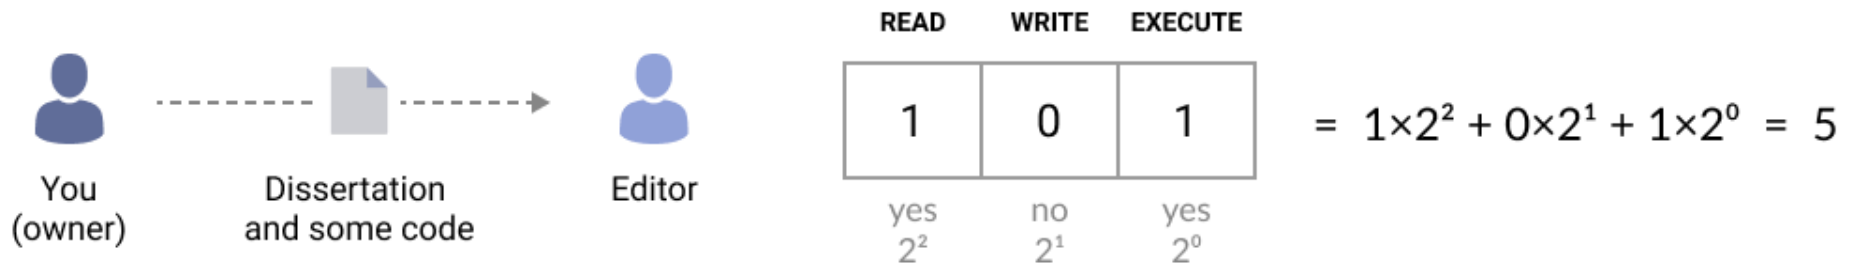 You
(owner)
Dissertation
and some code
Editor
READ WRITE EXECUTE
1 0 1
yes no yes
2² 2¹ 2⁰
= 1×2² + 0×2¹ + 1×2⁰ = 5